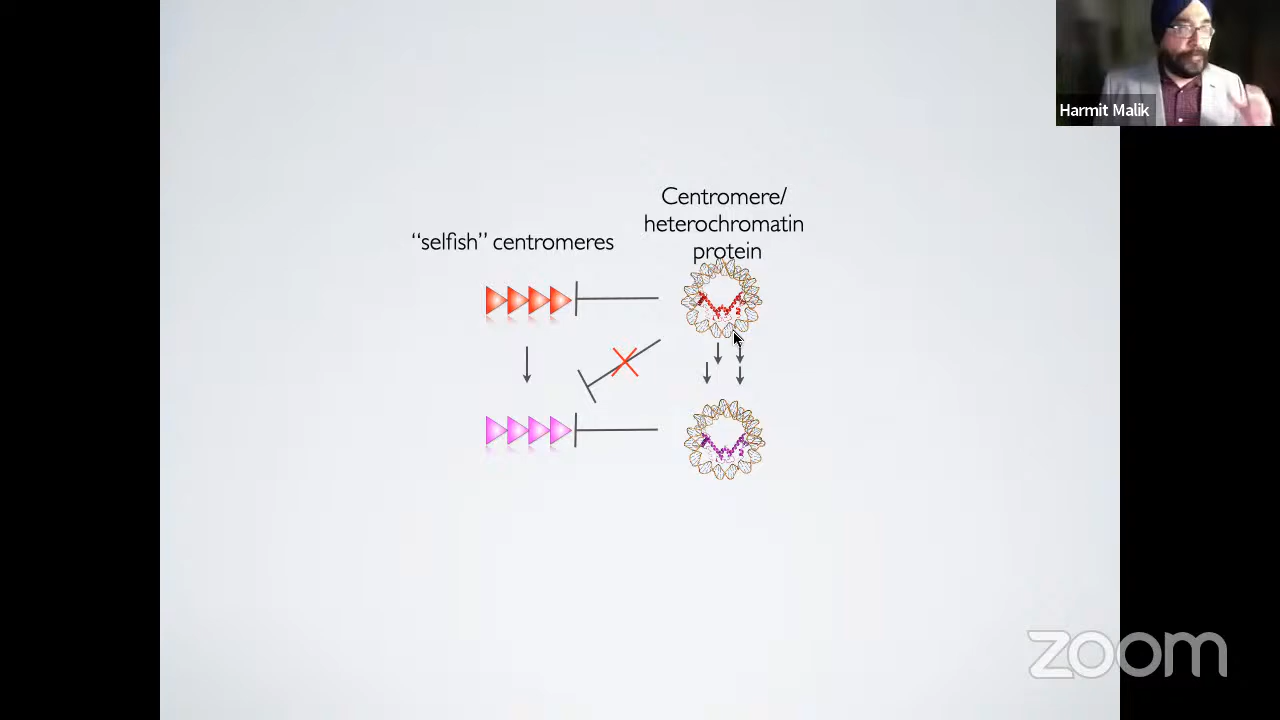 Harmit Malik
Centromere/
heterochromatin
protein
“selfish” centromeres
zoom